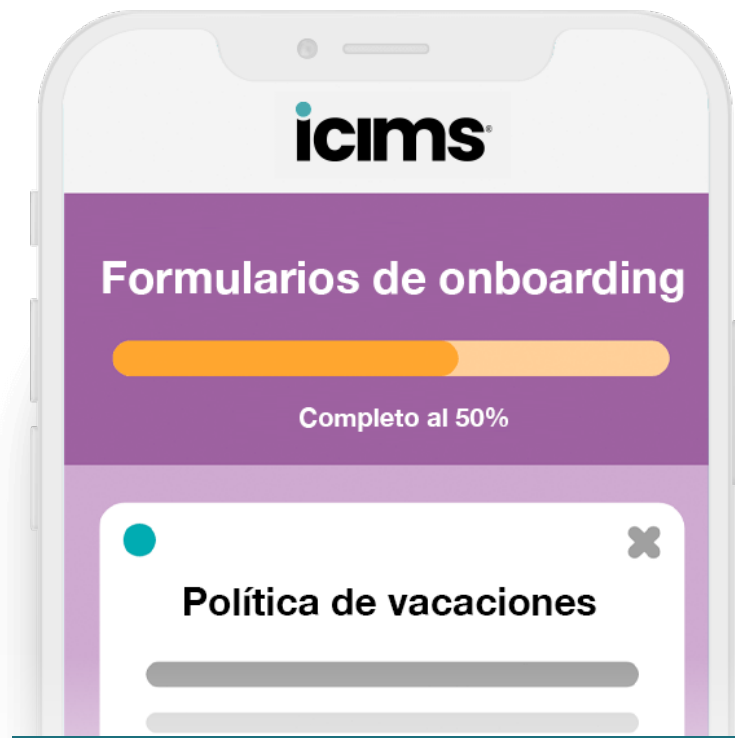 icims®
Formularios de onboarding
Completo al 50%
Política de vacaciones